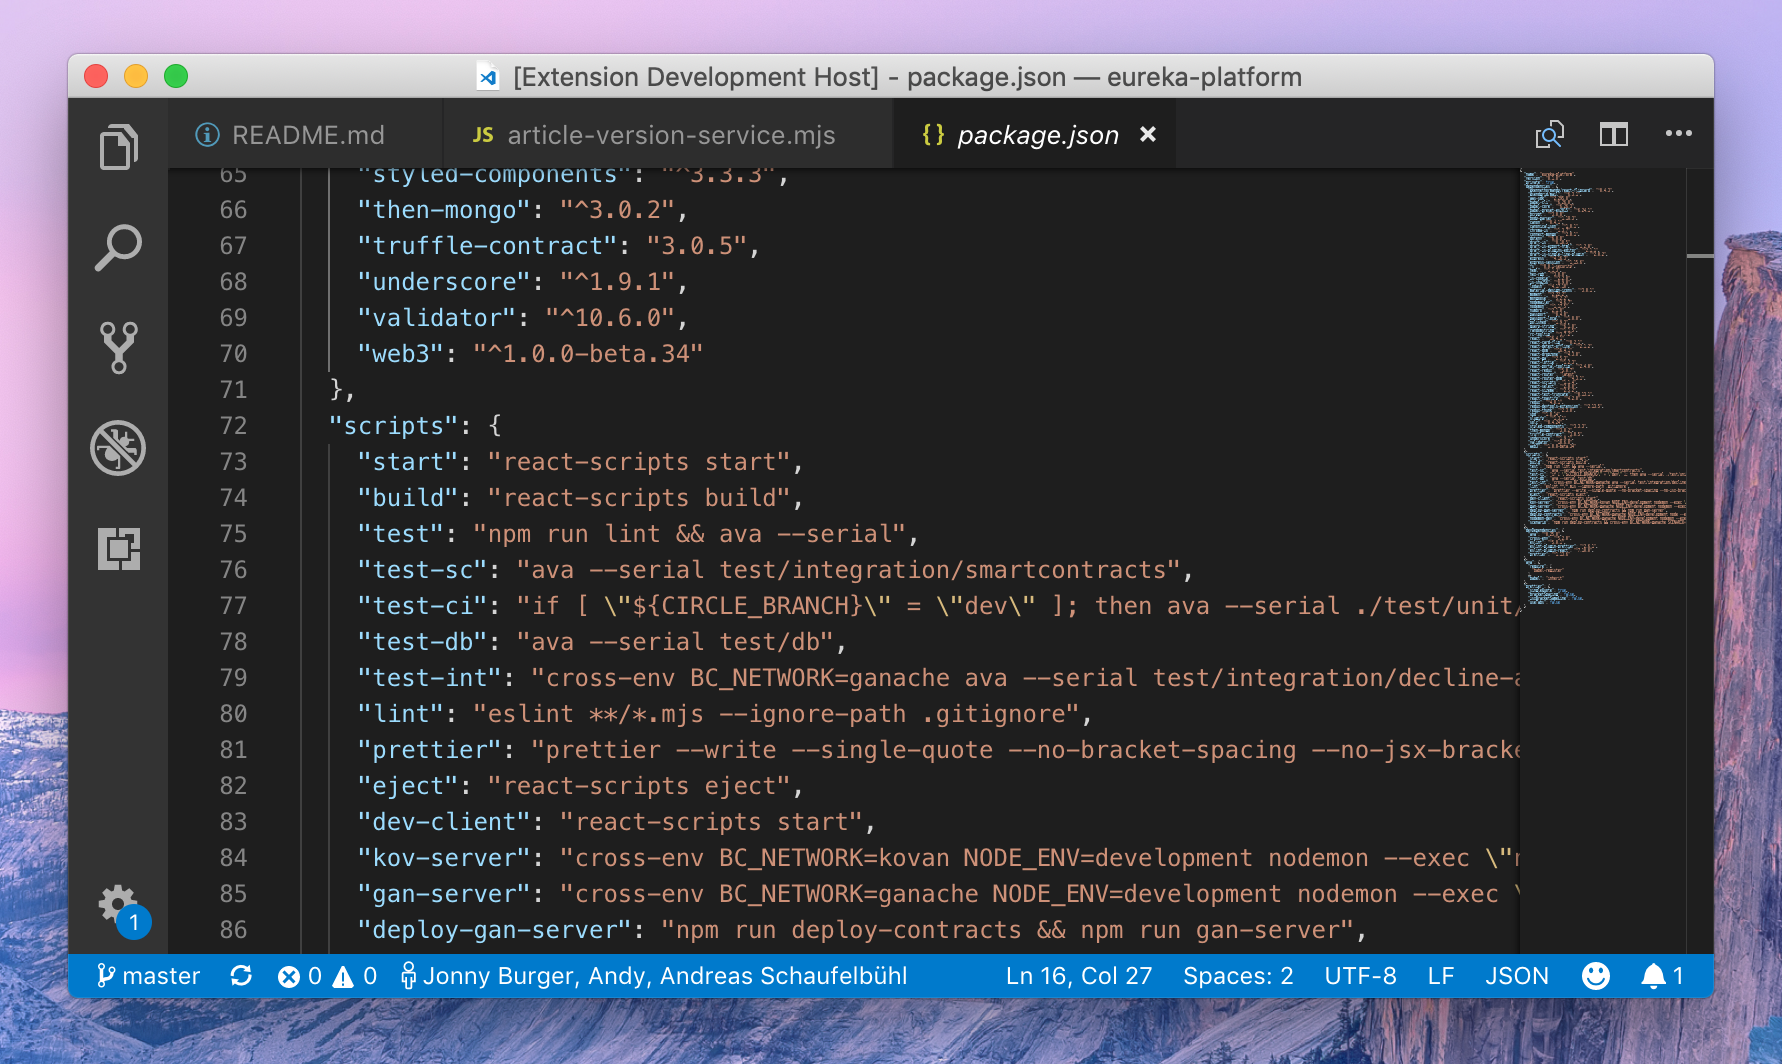 [Extension Development Host] - package.json — eureka-platform
README.md
JS article-version-service.mjs
{} package.json
65 "styled-components": "^3.3.3",
66 "then-mongo": "^3.0.2",
67 "truffle-contract": "3.0.5",
68 "underscore": "^1.9.1",
69 "validator": "^10.6.0",
70 "web3": "^1.0.0-beta.34"
71 },
72 "scripts": {
73 "start": "react-scripts start",
74 "build": "react-scripts build",
75 "test": "npm run lint && ava --serial",
76 "test-sc": "ava --serial test/integration/smartcontracts",
77 "test-ci": "if [ \"${CIRCLE_BRANCH}\" = \"dev\" ]; then ava --serial ./test/unit/
78 "test-db": "ava --serial test/db",
79 "test-int": "cross-env BC_NETWORK=ganache ava --serial test/integration/decline-a
80 "lint": "eslint **/*.mjs --ignore-path .gitignore",
81 "prettier": "prettier --write --single-quote --no-bracket-spacing --no-jsx-bracke
82 "eject": "react-scripts eject",
83 "dev-client": "react-scripts start",
84 "kov-server": "cross-env BC_NETWORK=kovan NODE_ENV=development nodemon --exec \"n
85 "gan-server": "cross-env BC_NETWORK=ganache NODE_ENV=development nodemon --exec \
86 "deploy-gan-server": "npm run deploy-contracts && npm run gan-server",
1
master 0 0 Jonny Burger, Andy, Andreas Schaufelbühl Ln 16, Col 27 Spaces: 2 UTF-8 LF JSON 1